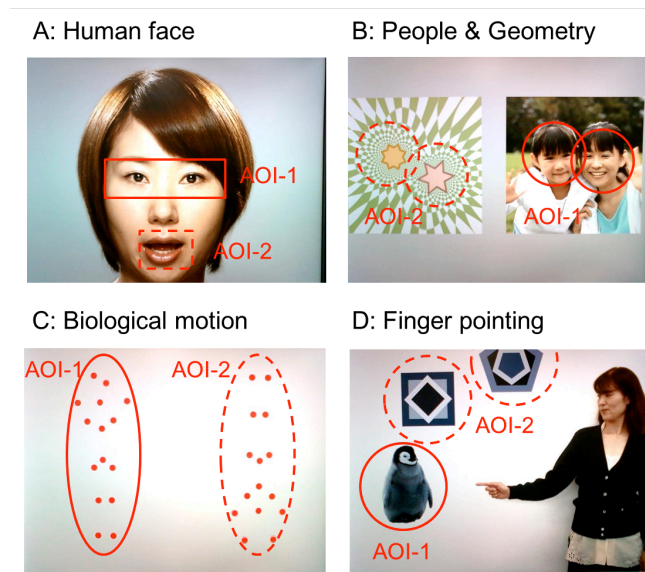 A: Human face
B: People & Geometry
AOI-1
AOI-2
AOI-2
AOI-1
C: Biological motion
D: Finger pointing
AOI-1
AOI-2
AOI-2
AOI-1